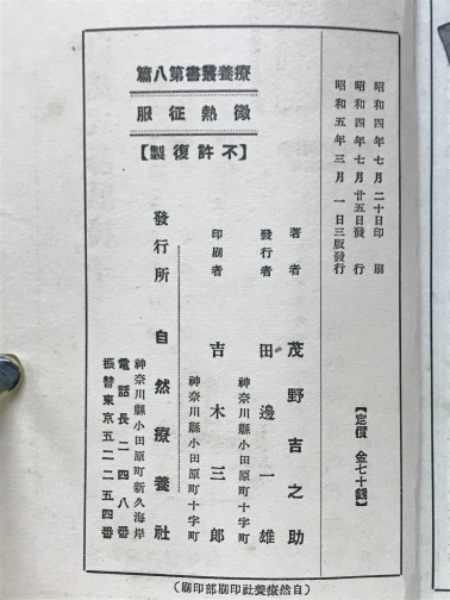 昭和四年七月二十日印刷
昭和四年七月廿五日發行
昭和五年三月一日三版發行
【定價 金七十錢】
療養叢書第八篇
微熱征服
【不許復製】
著者 茂野吉之助
神奈川縣小田原町十字町
發行者 田邊一雄
神奈川縣小田原町十字町
印刷者 吉木三郎
發行所 自然療養社
神奈川縣小田原町新久海岸
電話長二四八番
振替東京五二二五四番
(自然療養社印刷部印刷)